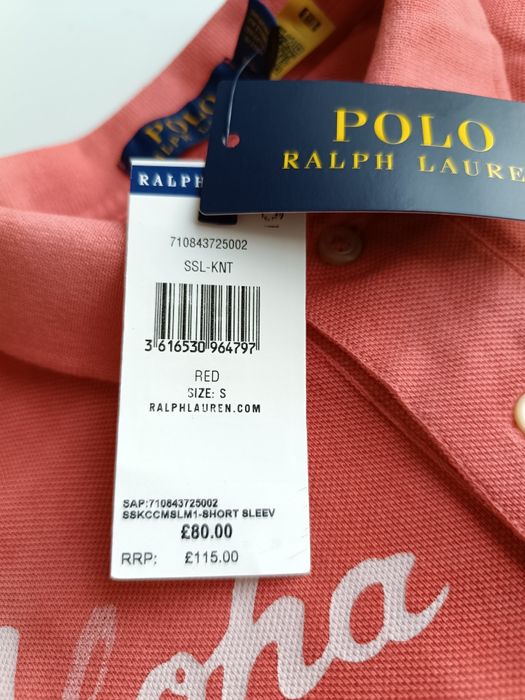 POLO
RALPH LAUREN
RALPH
710843725002
SSL-KNT
3 616530 964797
RED
SIZE: S
RALPHLAUREN.COM
SAP:710843725002
SSKCCMSLM1-SHORT SLEEV
£80.00
RRP: £115.00
Aloha